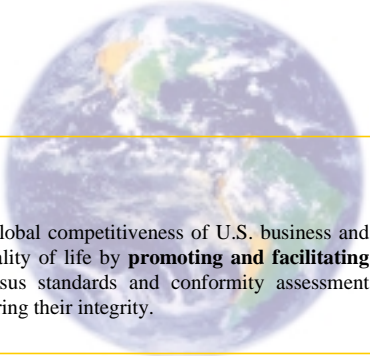 lobal competitiveness of U.S. business and
ality of life by promoting and facilitating
sus standards and conformity assessment
ring their integrity.